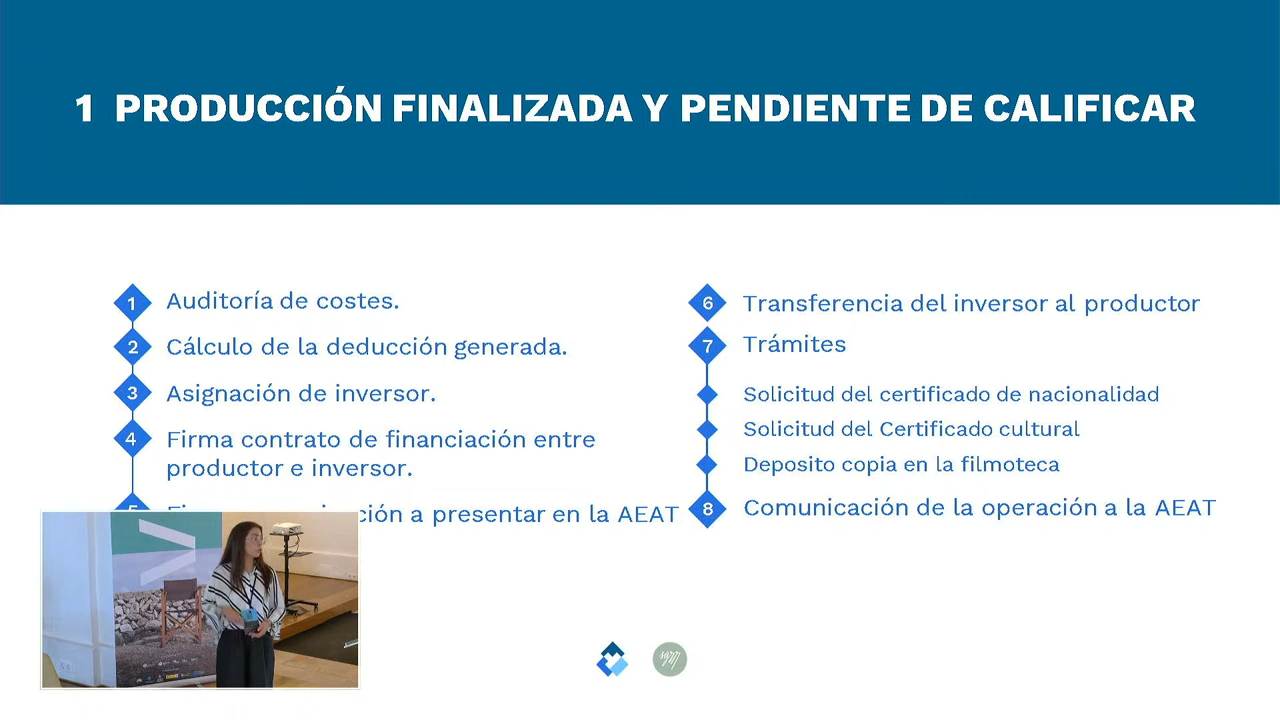 1 PRODUCCIÓN FINALIZADA Y PENDIENTE DE CALIFICAR
1 Auditoría de costes.
2 Cálculo de la deducción generada.
3 Asignación de inversor.
4 Firma contrato de financiación entre
productor e inversor.
5 a presentar en la AEAT
6 Transferencia del inversor al productor
7 Trámites
Solicitud del certificado de nacionalidad
Solicitud del Certificado cultural
Deposito copia en la filmoteca
8 Comunicación de la operación a la AEAT